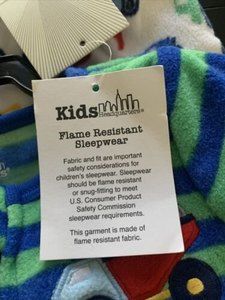 Kids
Headquarters®
Flame Resistant
Sleepwear
Fabric and fit are important
safety considerations for
children's sleepwear. Sleepwear
should be flame resistant
or snug-fitting to meet
U.S. Consumer Product
Safety Commission
sleepwear requirements.
This garment is made of
flame resistant fabric.